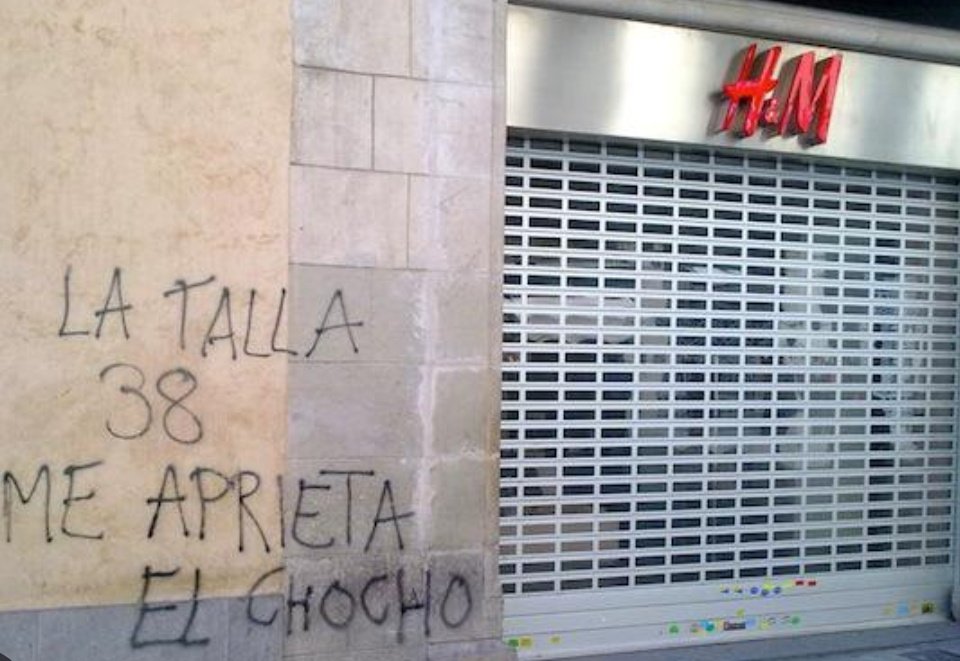 LA TALLA
38
ME APRIETA
EL CHOCHO
H&M